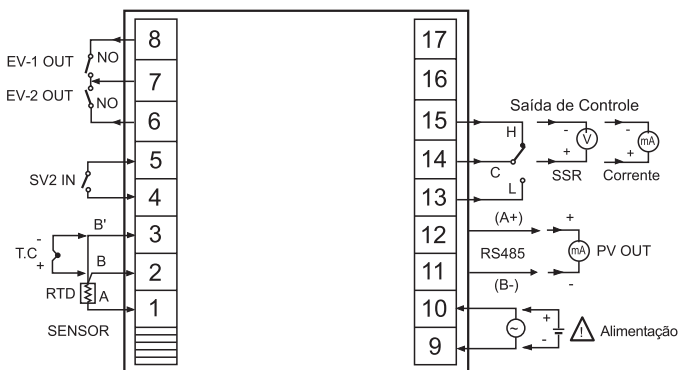 8
17
EV-1 OUT
NO
7
16
EV-2 OUT
NO
Saída de Controle
6
15
H
-
V
+
-
mA
+
5
14
C
SSR
Corrente
SV2 IN
4
13
L
B'
3
12
(A+)
+
-
T.C
+
B
RS485
mA
PV OUT
2
11
(B-)
-
RTD
A
1
10
SENSOR
~
+
-
!
Alimentação
9